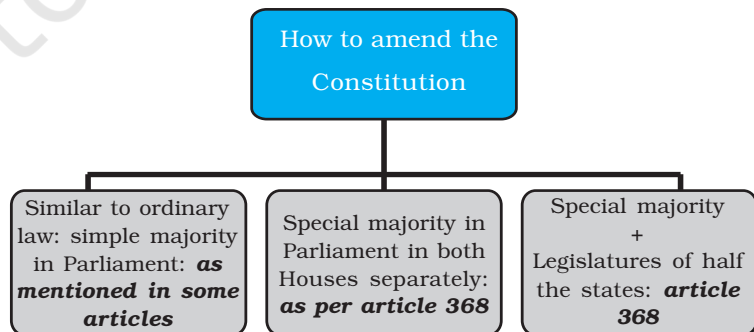 How to amend the
Constitution
Similar to ordinary
law: simple majority
in Parliament: as
mentioned in some
articles
Special majority in
Parliament in both
Houses separately:
as per article 368
Special majority
+
Legislatures of half
the states: article
368